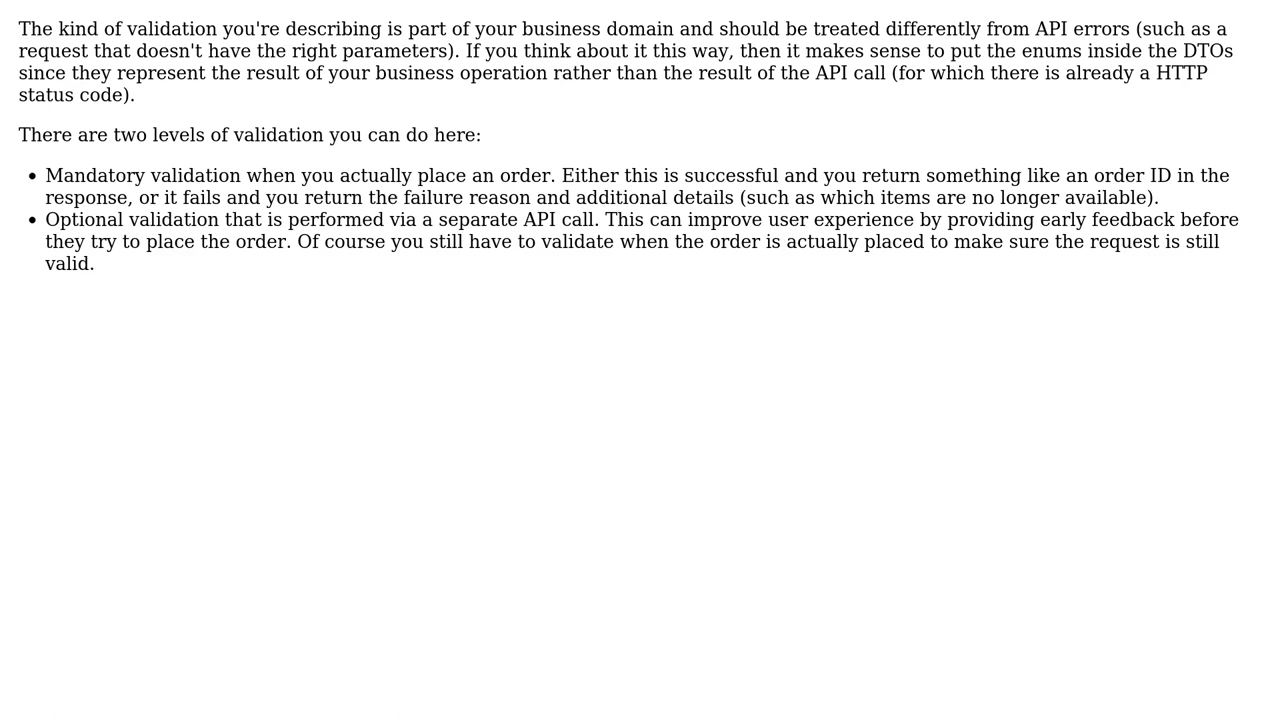 The kind of validation you're describing is part of your business domain and should be treated differently from API errors (such as a
request that doesn't have the right parameters). If you think about it this way, then it makes sense to put the enums inside the DTOs
since they represent the result of your business operation rather than the result of the API call (for which there is already a HTTP
status code).
There are two levels of validation you can do here:
• Mandatory validation when you actually place an order. Either this is successful and you return something like an order ID in the
response, or it fails and you return the failure reason and additional details (such as which items are no longer available).
• Optional validation that is performed via a separate API call. This can improve user experience by providing early feedback before
they try to place the order. Of course you still have to validate when the order is actually placed to make sure the request is still
valid.